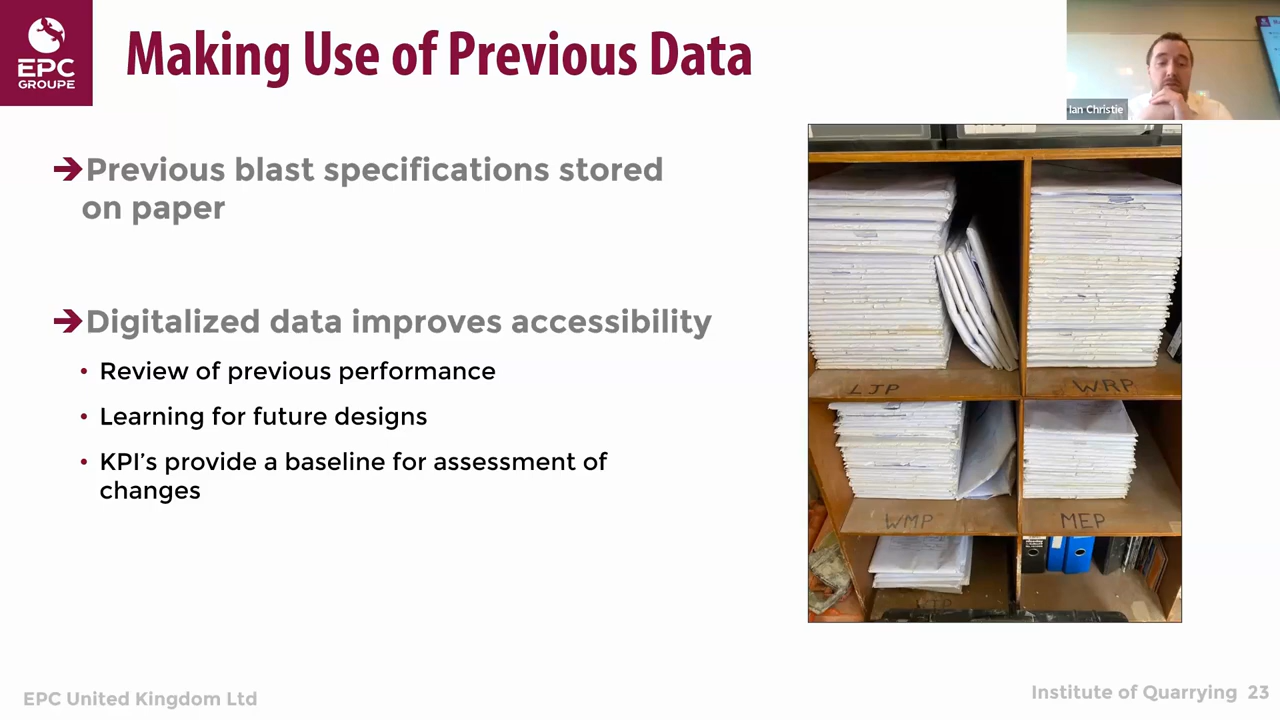 EPC
GROUPE
Making Use of Previous Data
Ian Christie
Previous blast specifications stored
on paper
Digitalized data improves accessibility
• Review of previous performance
• Learning for future designs
• KPI's provide a baseline for assessment of
changes
LJP
WRP
WMP
MEP
EPC United Kingdom Ltd
Institute of Quarrying 23